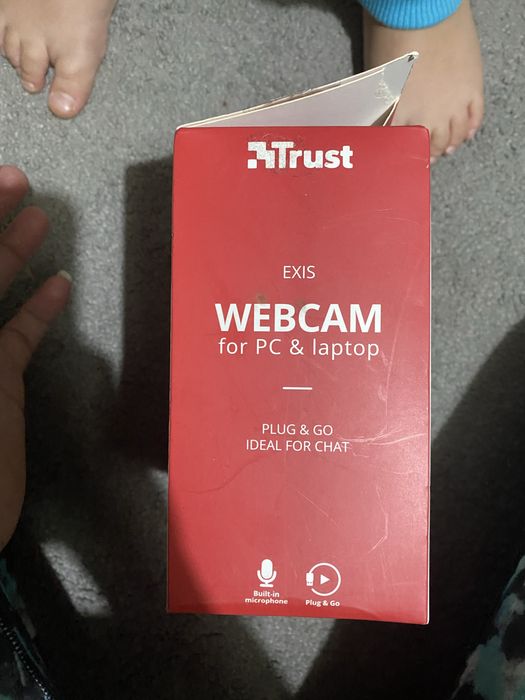 Trust
EXIS
WEBCAM
for PC & laptop
PLUG & GO
IDEAL FOR CHAT
Built-in
microphone
Plug & Go